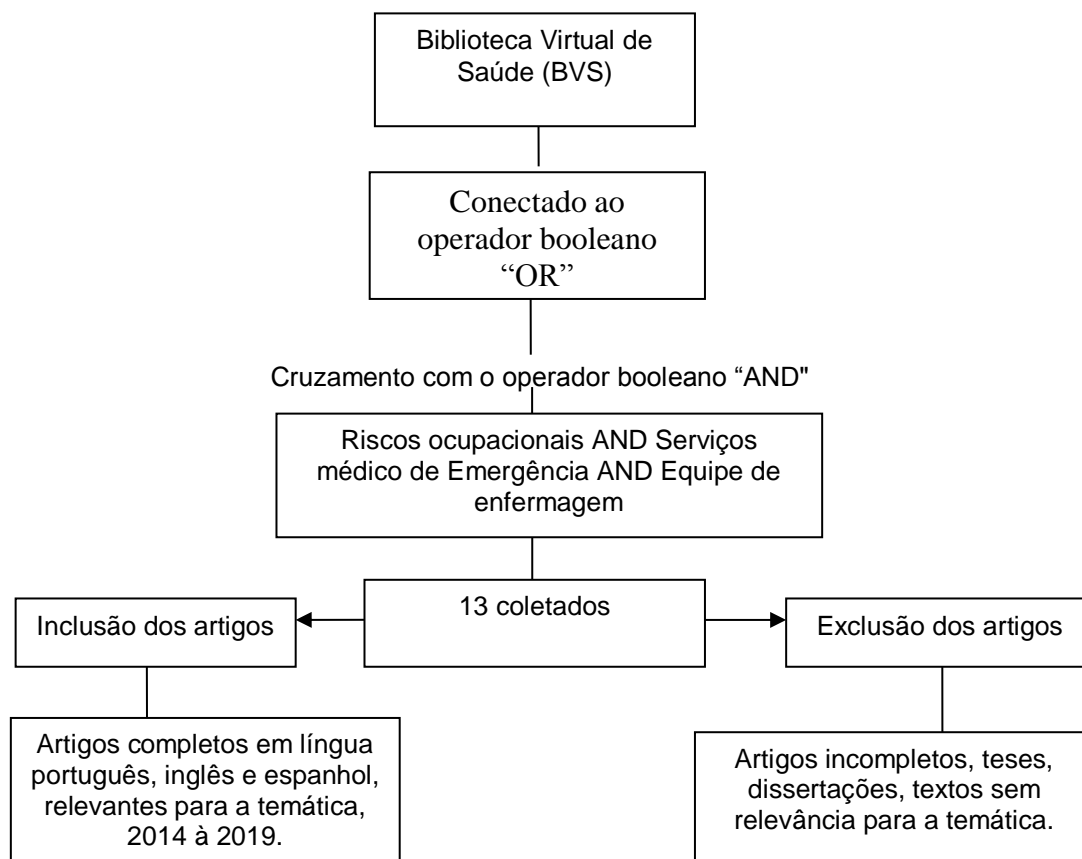 Biblioteca Virtual de
Saúde (BVS)
Conectado ao
operador booleano
“OR”
Cruzamento com o operador booleano “AND"
Riscos ocupacionais AND Serviços
médico de Emergência AND Equipe de
enfermagem
13 coletados
Inclusão dos artigos
Exclusão dos artigos
Artigos completos em língua
português, inglês e espanhol,
relevantes para a temática,
2014 à 2019.
Artigos incompletos, teses,
dissertações, textos sem
relevância para a temática.